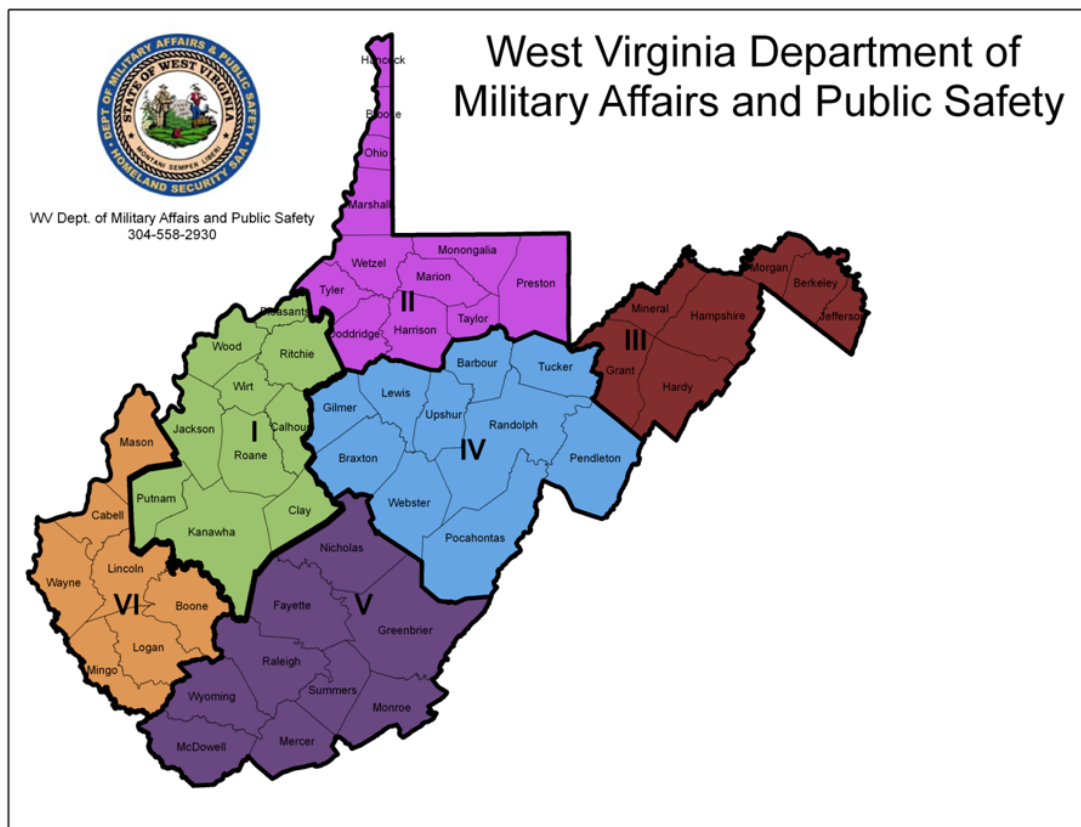 West Virginia Department of
Military Affairs and Public Safety
DEPT OF MILITARY AFFAIRS & PUBLIC SAFETY
HOMELAND SECURITY SAA
STATE OF WEST VIRGINIA
MONTANI SEMPER LIBERI
WV Dept. of Military Affairs and Public Safety
304-558-2930
Hancock
Brooke
Ohio
Marshall
Wetzel
Monongalia
Marion
Preston
Tyler
II
Doddridge
Harrison
Taylor
Pleasants
Wood
Ritchie
Wirt
Jackson
I
Calhoun
Roane
Putnam
Kanawha
Clay
Morgan
Berkeley
Jefferson
Mineral
Hampshire
III
Grant
Hardy
Barbour
Tucker
Lewis
Gilmer
Upshur
Randolph
IV
Braxton
Pendleton
Webster
Pocahontas
Mason
Cabell
Wayne
Lincoln
VI
Boone
Logan
Mingo
Nicholas
Fayette
V
Greenbrier
Raleigh
Summers
Wyoming
Monroe
McDowell
Mercer